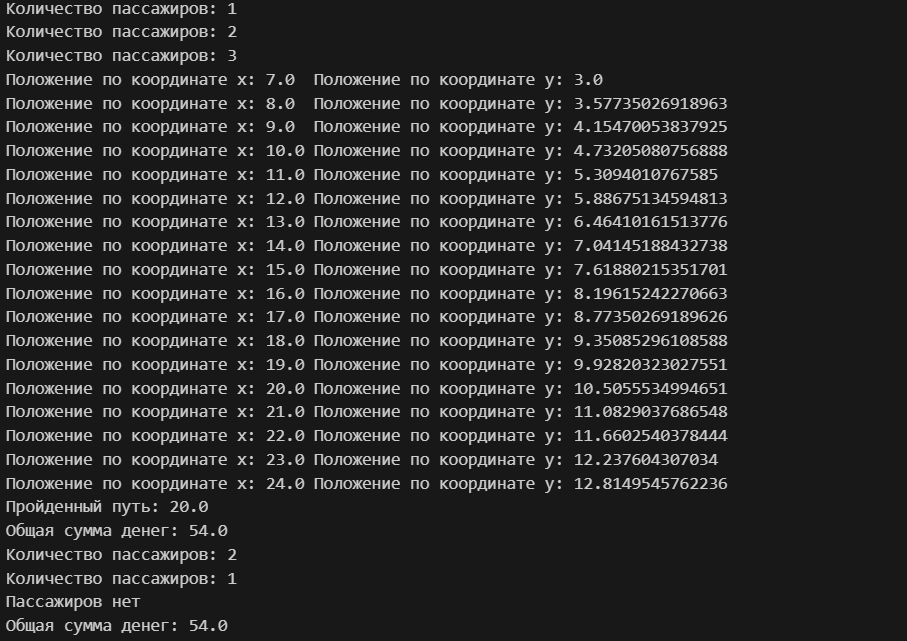 Количество пассажиров: 1
Количество пассажиров: 2
Количество пассажиров: 3
Положение по координате x: 7.0  Положение по координате y: 3.0
Положение по координате x: 8.0  Положение по координате y: 3.57735026918963
Положение по координате x: 9.0  Положение по координате y: 4.15470053837925
Положение по координате x: 10.0 Положение по координате y: 4.73205080756888
Положение по координате x: 11.0 Положение по координате y: 5.3094010767585
Положение по координате x: 12.0 Положение по координате y: 5.88675134594813
Положение по координате x: 13.0 Положение по координате y: 6.46410161513776
Положение по координате x: 14.0 Положение по координате y: 7.04145188432738
Положение по координате x: 15.0 Положение по координате y: 7.61880215351701
Положение по координате x: 16.0 Положение по координате y: 8.19615242270663
Положение по координате x: 17.0 Положение по координате y: 8.77350269189626
Положение по координате x: 18.0 Положение по координате y: 9.35085296108588
Положение по координате x: 19.0 Положение по координате y: 9.92820323027551
Положение по координате x: 20.0 Положение по координате y: 10.5055534994651
Положение по координате x: 21.0 Положение по координате y: 11.0829037686548
Положение по координате x: 22.0 Положение по координате y: 11.6602540378444
Положение по координате x: 23.0 Положение по координате y: 12.237604307034
Положение по координате x: 24.0 Положение по координате y: 12.8149545762236
Пройденный путь: 20.0
Общая сумма денег: 54.0
Количество пассажиров: 2
Количество пассажиров: 1
Пассажиров нет
Общая сумма денег: 54.0